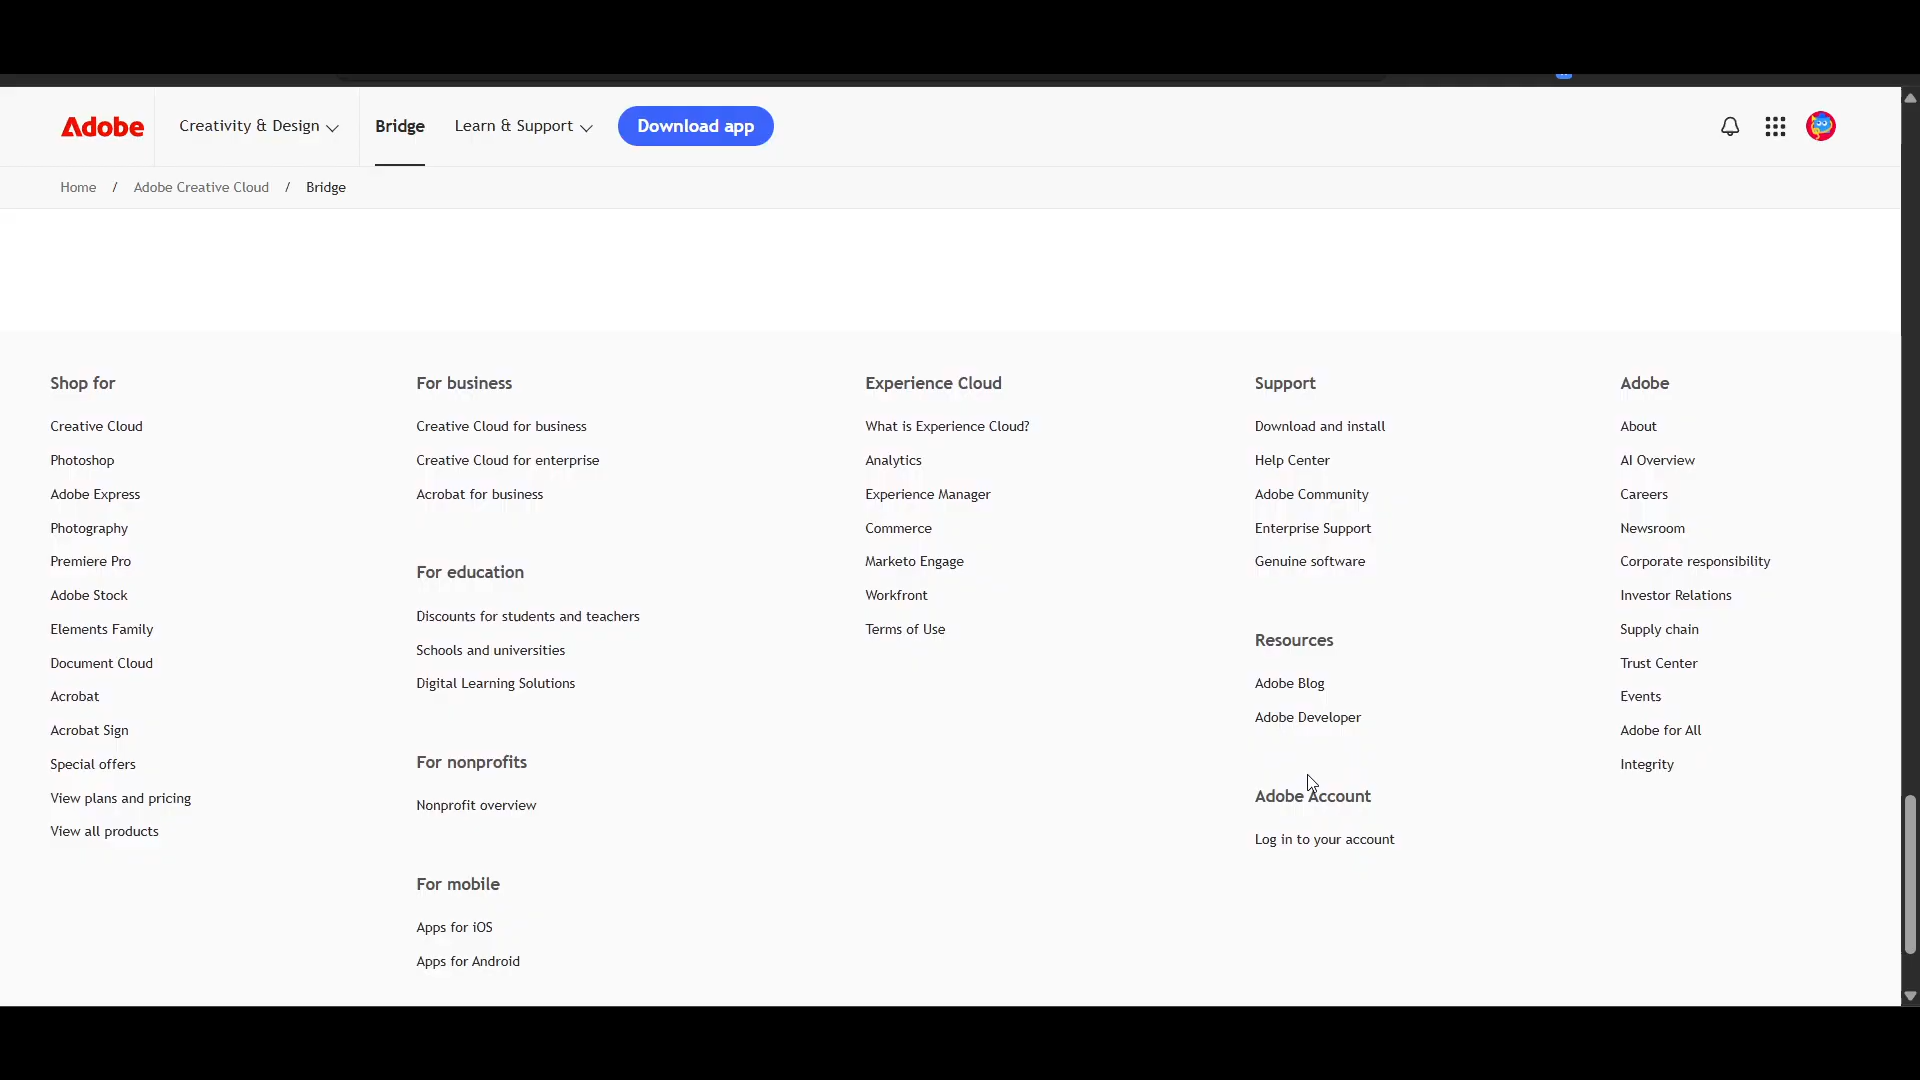 Adobe
Creativity & Design
Bridge
Learn & Support
Download app
Home / Adobe Creative Cloud / Bridge
Shop for
Creative Cloud
Photoshop
Adobe Express
Photography
Premiere Pro
Adobe Stock
Elements Family
Document Cloud
Acrobat
Acrobat Sign
Special offers
View plans and pricing
View all products
For business
Creative Cloud for business
Creative Cloud for enterprise
Acrobat for business
For education
Discounts for students and teachers
Schools and universities
Digital Learning Solutions
For nonprofits
Nonprofit overview
For mobile
Apps for iOS
Apps for Android
Experience Cloud
What is Experience Cloud?
Analytics
Experience Manager
Commerce
Marketo Engage
Workfront
Terms of Use
Support
Download and install
Help Center
Adobe Community
Enterprise Support
Genuine software
Resources
Adobe Blog
Adobe Developer
Adobe Account
Log in to your account
Adobe
About
AI Overview
Careers
Newsroom
Corporate responsibility
Investor Relations
Supply chain
Trust Center
Events
Adobe for All
Integrity